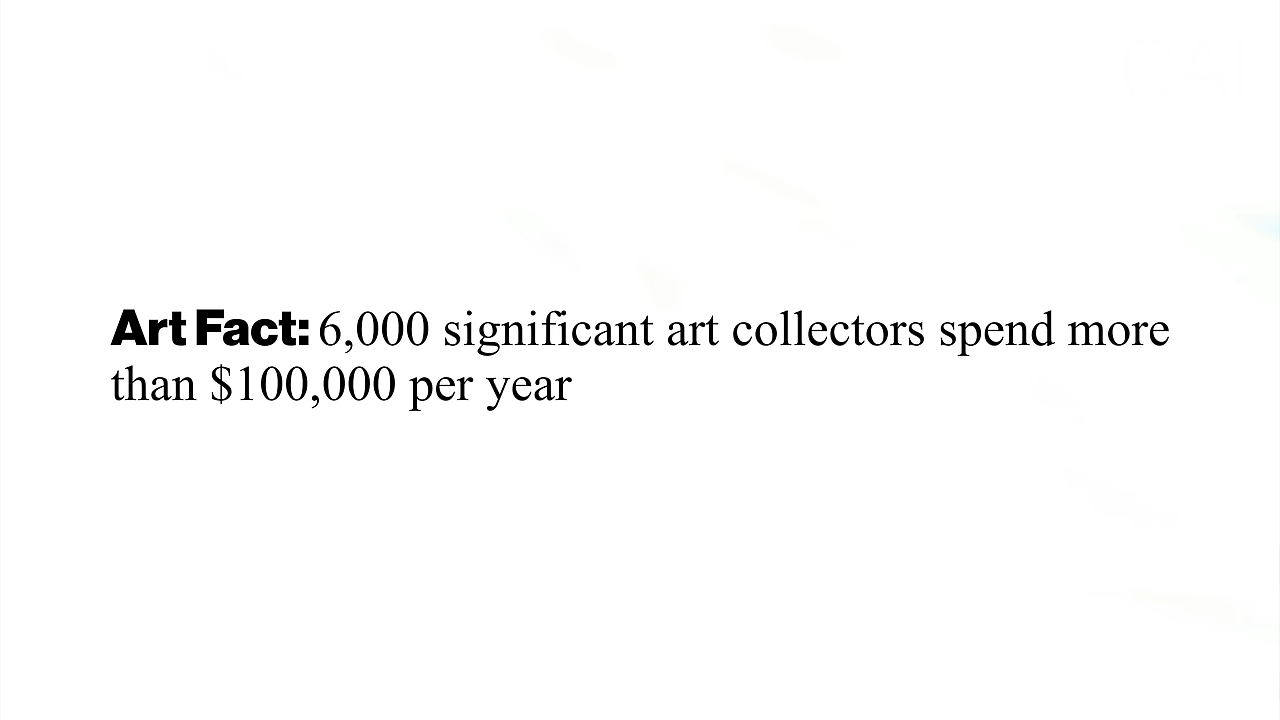 Art Fact: 6,000 significant art collectors spend more
than $100,000 per year